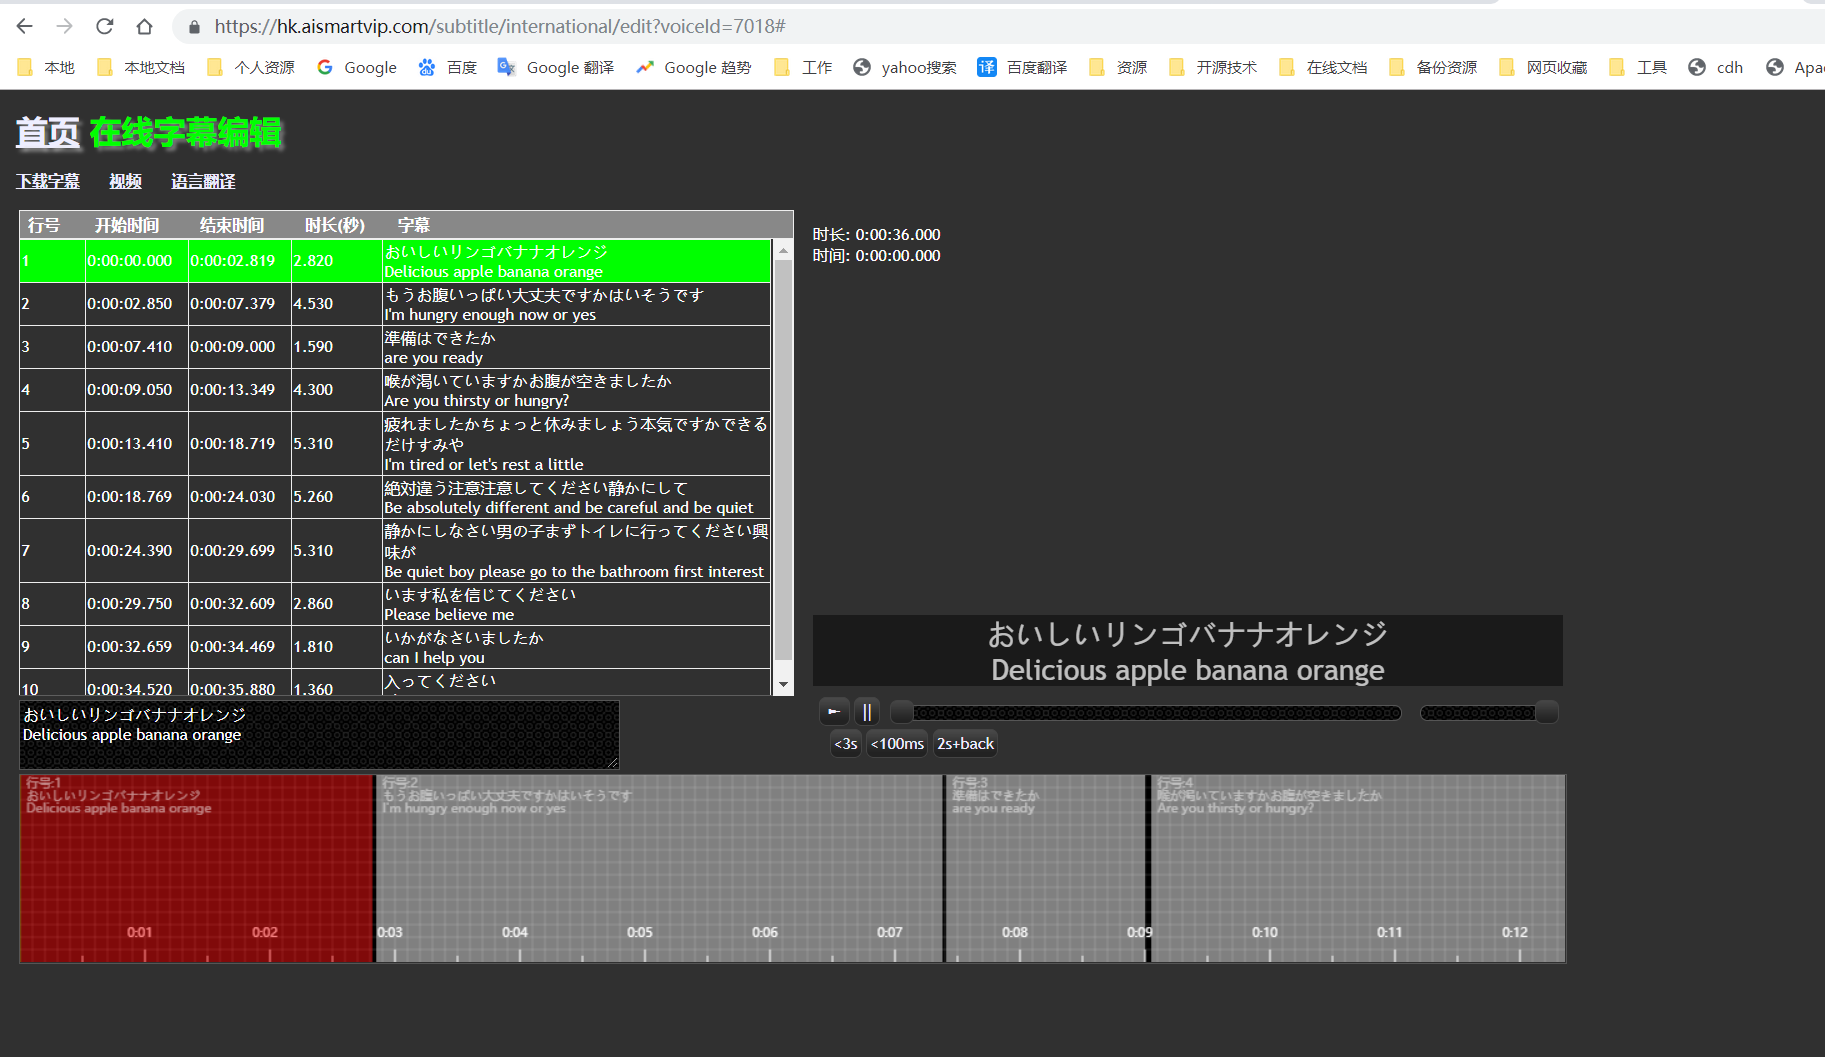 https://hk.aismartvip.com/subtitle/international/edit?voiceId=7018#
本地 本地文档 个人资源 Google 百度 Google 翻译 Google 趋势 工作 yahoo搜索 百度翻译 资源 开源技术 在线文档 备份资源 网页收藏 工具 cdh Apa
首页 在线字幕编辑
下载字幕 视频 语言翻译
行号 开始时间 结束时间 时长(秒) 字幕
1 0:00:00.000 0:00:02.819 2.820 おいしいリンゴバナナオレンジ
Delicious apple banana orange
2 0:00:02.850 0:00:07.379 4.530 もうお腹いっぱい大丈夫ですかはいそうです
I'm hungry enough now or yes
3 0:00:07.410 0:00:09.000 1.590 準備はできたか
are you ready
4 0:00:09.050 0:00:13.349 4.300 喉が渇いていますかお腹が空きましたか
Are you thirsty or hungry?
5 0:00:13.410 0:00:18.719 5.310 疲れましたかちょっと休みましょう本気ですかできる
だけすみや
I'm tired or let's rest a little
6 0:00:18.769 0:00:24.030 5.260 絶対違う注意注意してください静かにして
Be absolutely different and be careful and be quiet
7 0:00:24.390 0:00:29.699 5.310 静かにしなさい男の子まずトイレに行ってください興
味が
Be quiet boy please go to the bathroom first interest
8 0:00:29.750 0:00:32.609 2.860 います私を信じてください
Please believe me
9 0:00:32.659 0:00:34.469 1.810 いかがなさいましたか
can I help you
10 0:00:34.520 0:00:35.880 1.360 入ってください
おいしいリンゴバナナオレンジ
Delicious apple banana orange
时长: 0:00:36.000
时间: 0:00:00.000
おいしいリンゴバナナオレンジ
Delicious apple banana orange
<3s <100ms 2s+back
行号:1
おいしいリンゴバナナオレンジ
Delicious apple banana orange
行号:2
もうお腹いっぱい大丈夫ですかはいそうです
I'm hungry enough now or yes
行号:3
準備はできたか
are you ready
行号:4
喉が渇いていますかお腹が空きましたか
Are you thirsty or hungry?
0:01 0:02 0:03 0:04 0:05 0:06 0:07 0:08 0:09 0:10 0:11 0:12